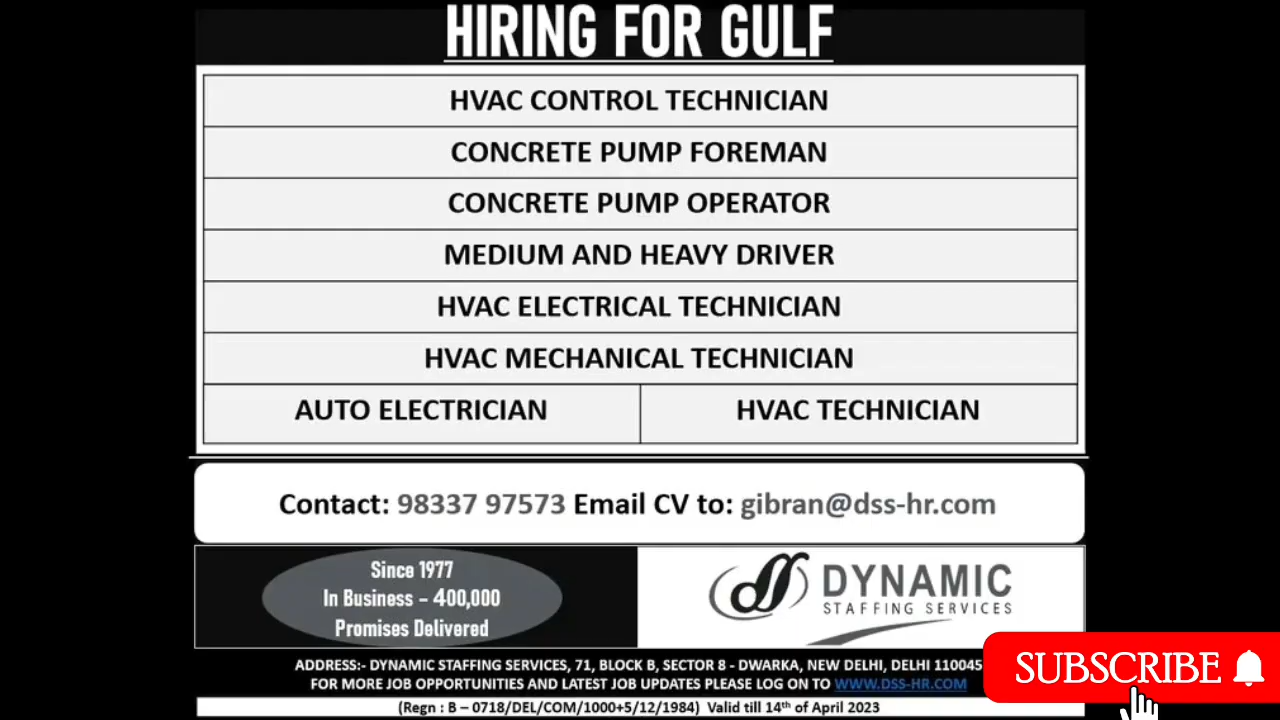 HIRING FOR GULF
HVAC CONTROL TECHNICIAN
CONCRETE PUMP FOREMAN
CONCRETE PUMP OPERATOR
MEDIUM AND HEAVY DRIVER
HVAC ELECTRICAL TECHNICIAN
HVAC MECHANICAL TECHNICIAN
AUTO ELECTRICIAN HVAC TECHNICIAN
Contact: 98337 97573 Email CV to: gibran@dss-hr.com
Since 1977
In Business – 400,000
Promises Delivered
DYNAMIC
STAFFING SERVICES
ADDRESS:- DYNAMIC STAFFING SERVICES, 71, BLOCK B, SECTOR 8 - DWARKA, NEW DELHI, DELHI 110045
FOR MORE JOB OPPORTUNITIES AND LATEST JOB UPDATES PLEASE LOG ON TO WWW.DSS-HR.COM
(Regn : B – 0718/DEL/COM/1000+5/12/1984) Valid till 14th of April 2023
SUBSCRIBE